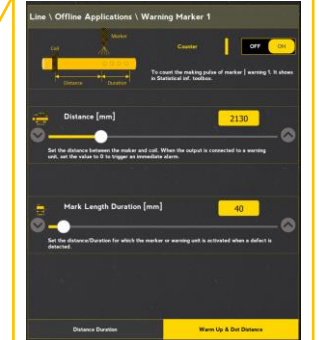 Line \ Offline Applications \ Warning Marker 1
Marker
Coil
Distance
Duration
Counter
OFF
ON
To count the making pulse of marker ] warning 1. It shows
in Statistical inf. toolbox.
Distance [mm]
2130
Set the distance between the maker and coil. When the output is connected to a warning
unit, set the value to 0 to trigger an immediate alarm.
Mark Length Duration [mm]
40
Set the distance/Duration for which the marker or warning unit is activated when a defect is
detected.
Distance Duration
Warm Up & Dot Distance